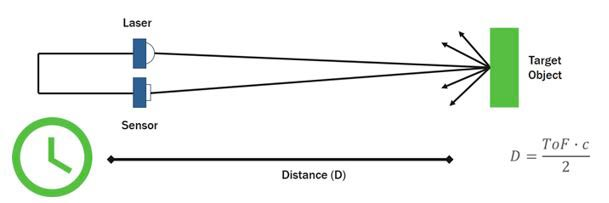 Laser
Target
Object
Sensor
Distance (D)
D = ToF · c / 2